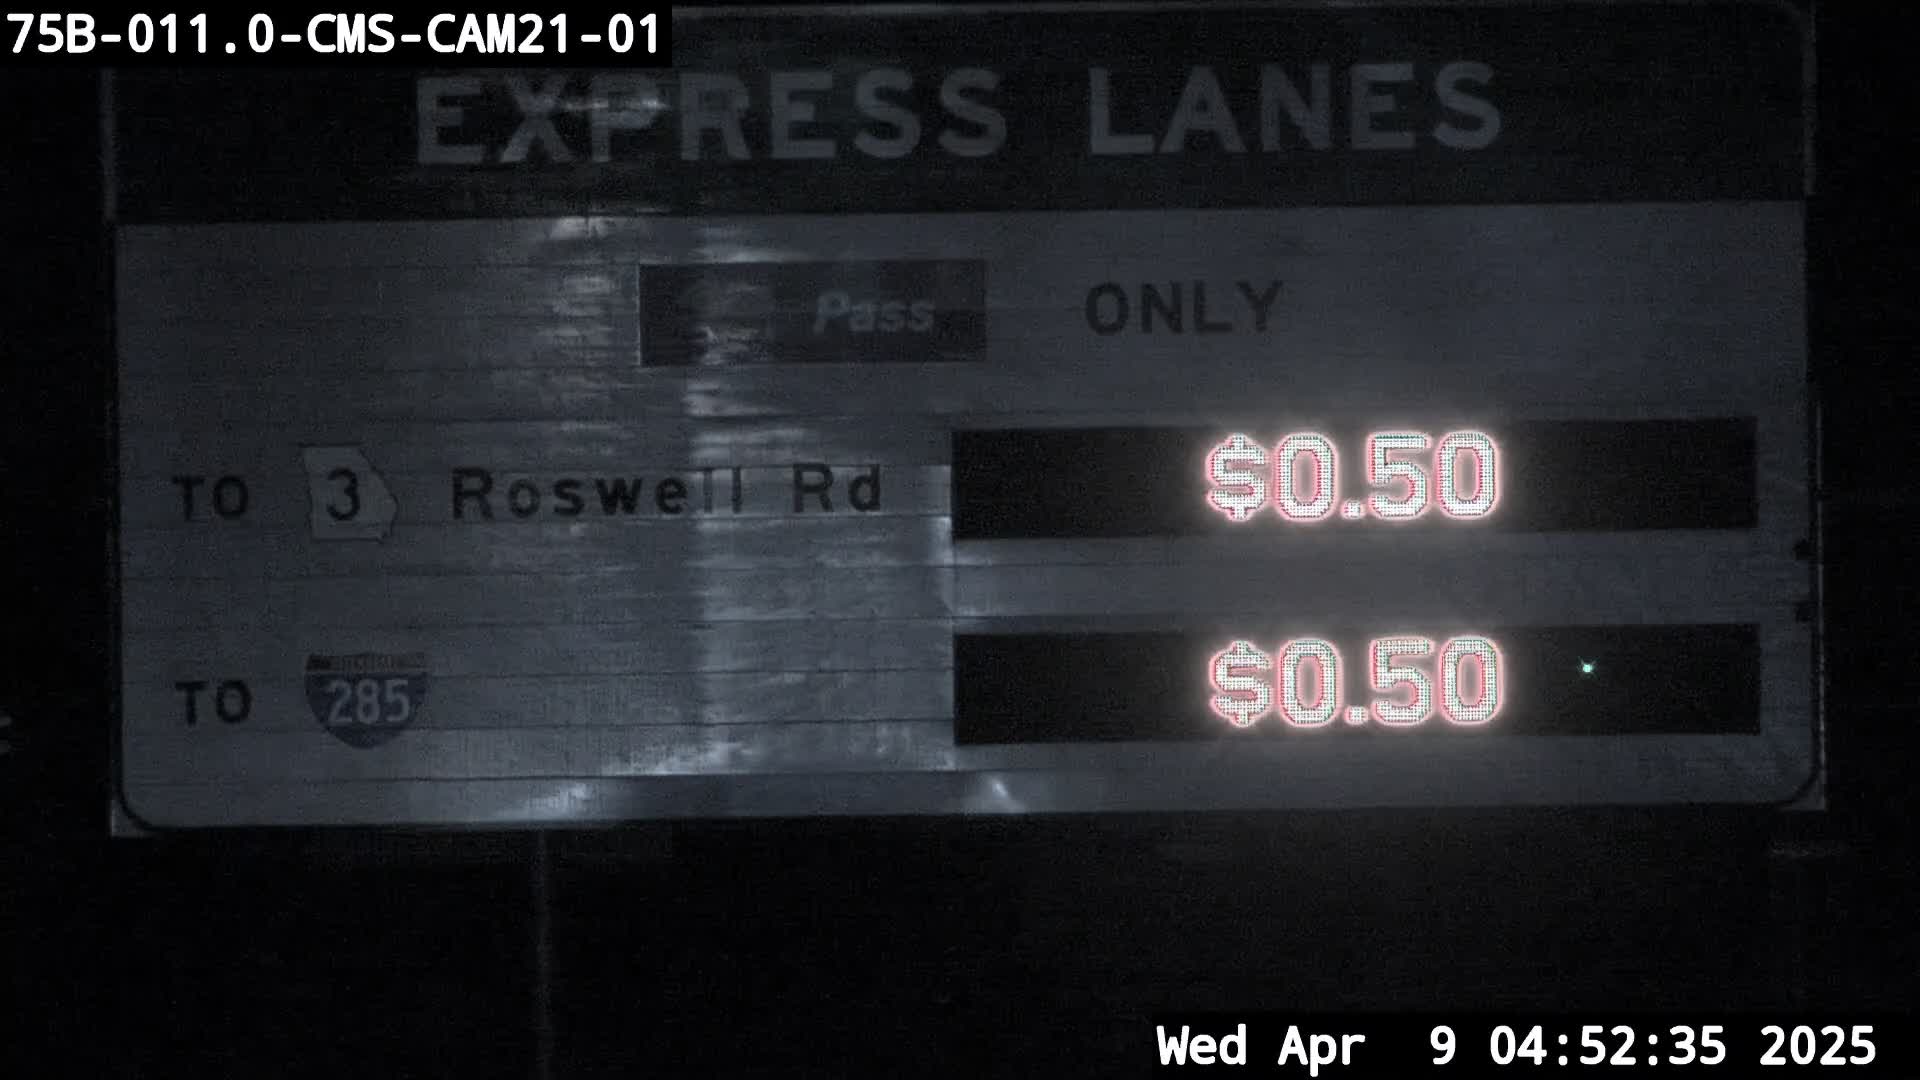 75B-011.0-CMS-CAM21-01
EXPRESS LANES
Pass ONLY
TO 3 Roswell Rd $0.50
TO 285 $0.50
Wed Apr 9 04:52:35 2025